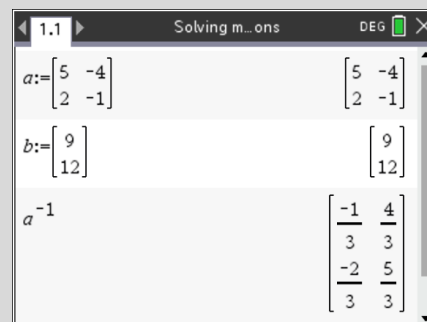 1.1 Solving m...ons DEG
a:=[5 -4 [5 -4
2 -1] 2 -1]
b:=[9 [9
12] 12]
a⁻¹ [-1/3 4/3
-2/3 5/3]